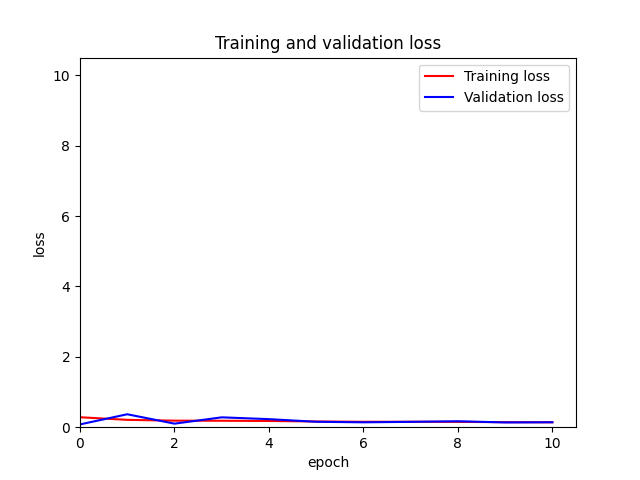 Training and validation loss
10
8
6
4
2
0
loss
Training loss
Validation loss
0 2 4 6 8 10
epoch